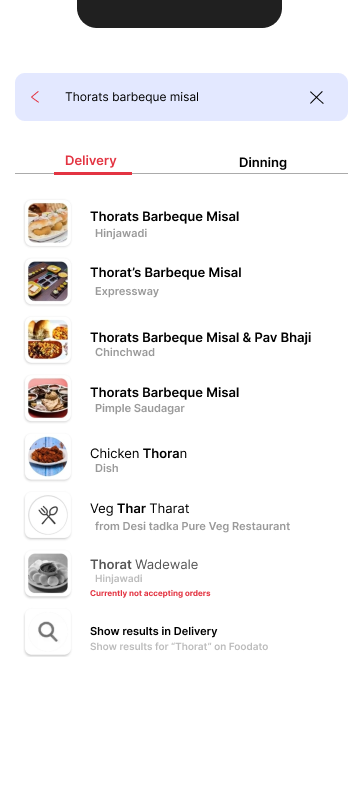 Thorats barbeque misal
Delivery
Dinning
Thorats Barbeque Misal
Hinjawadi
Thorat’s Barbeque Misal
Expressway
Thorats Barbeque Misal & Pav Bhaji
Chinchwad
Thorats Barbeque Misal
Pimple Saudagar
Chicken Thoran
Dish
Veg Thar Tharat
from Desi tadka Pure Veg Restaurant
Thorat Wadewale
Hinjawadi
Currently not accepting orders
Show results in Delivery
Show results for “Thorat” on Foodato